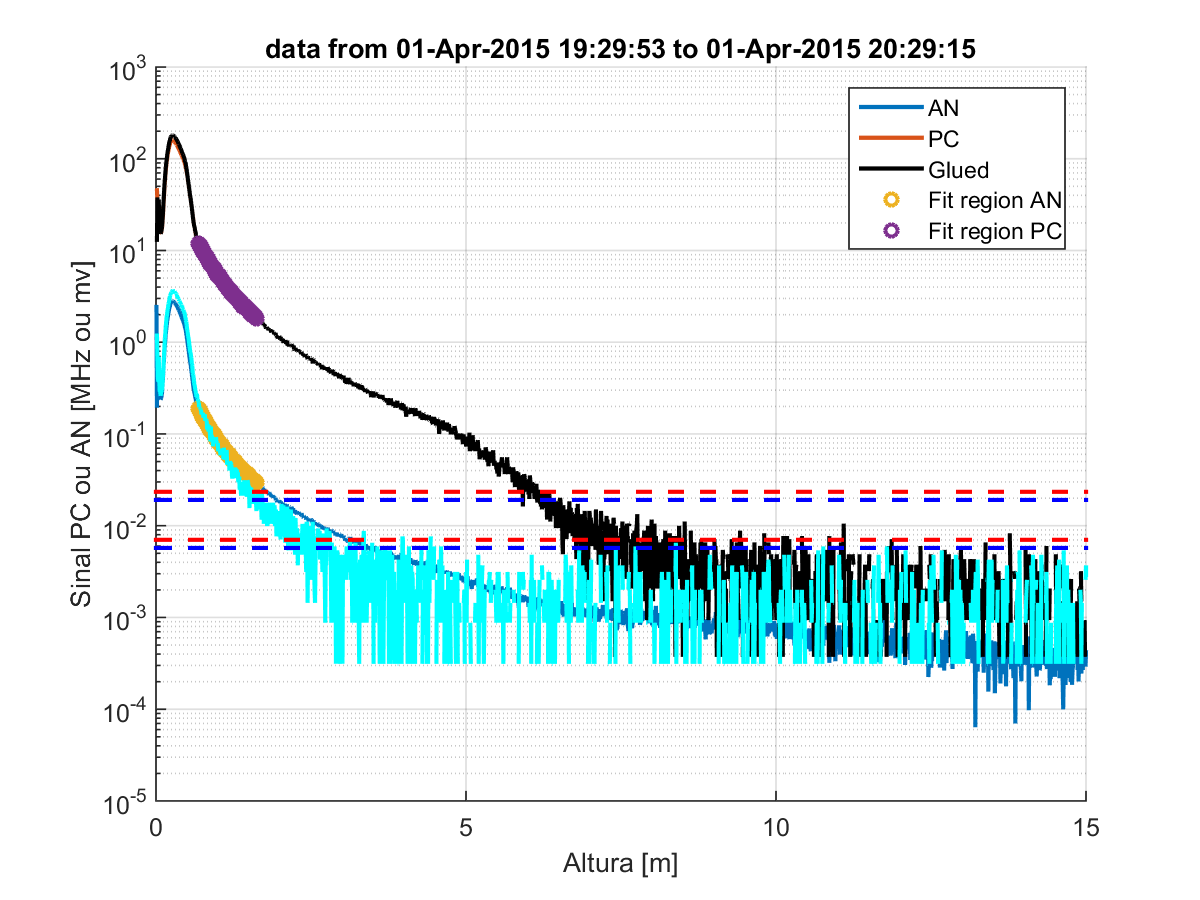 data from 01-Apr-2015 19:29:53 to 01-Apr-2015 20:29:15
10^3
10^2
10^1
10^0
10^-1
10^-2
10^-3
10^-4
10^-5
Sinal PC ou AN [MHz ou mv]
AN
PC
Glued
Fit region AN
Fit region PC
0
5
10
15
Altura [m]